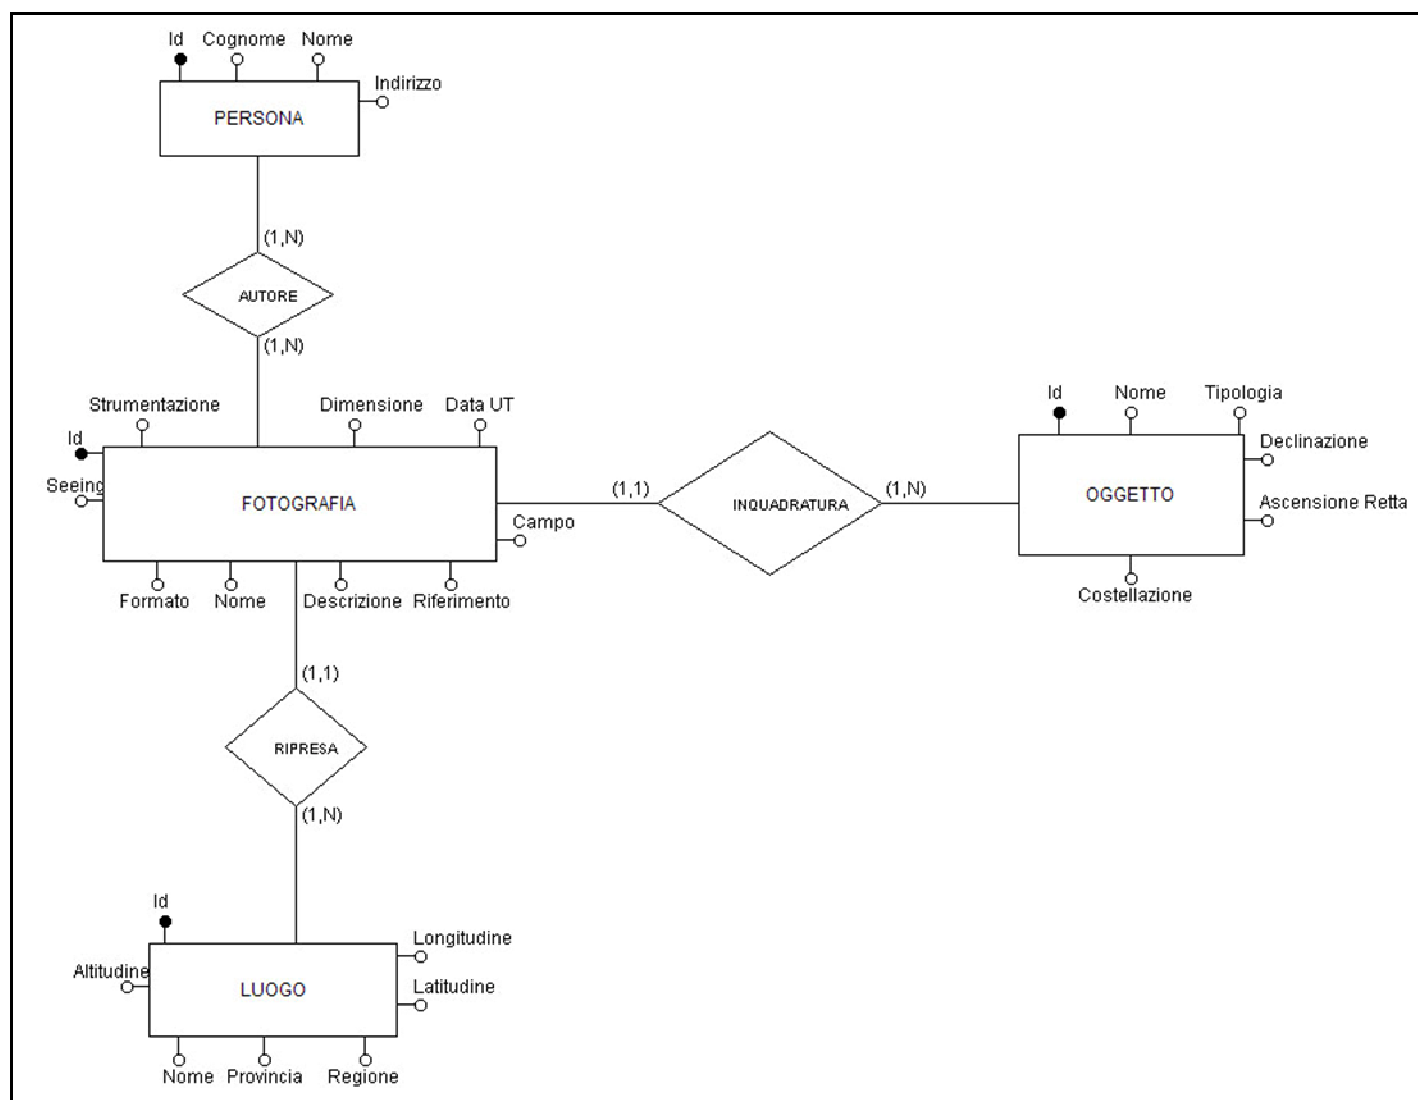 Id Cognome Nome
Indirizzo
PERSONA
(1,N)
AUTORE
(1,N)
Strumentazione Dimensione Data UT
Id
Seeing
FOTOGRAFIA
Campo
Formato Nome Descrizione Riferimento
(1,1)
INQUADRATURA
(1,N)
Id Nome Tipologia
Declinazione
OGGETTO
Ascensione Retta
Costellazione
(1,1)
RIPRESA
(1,N)
Id
Longitudine
Altitudine
LUOGO
Latitudine
Nome Provincia Regione